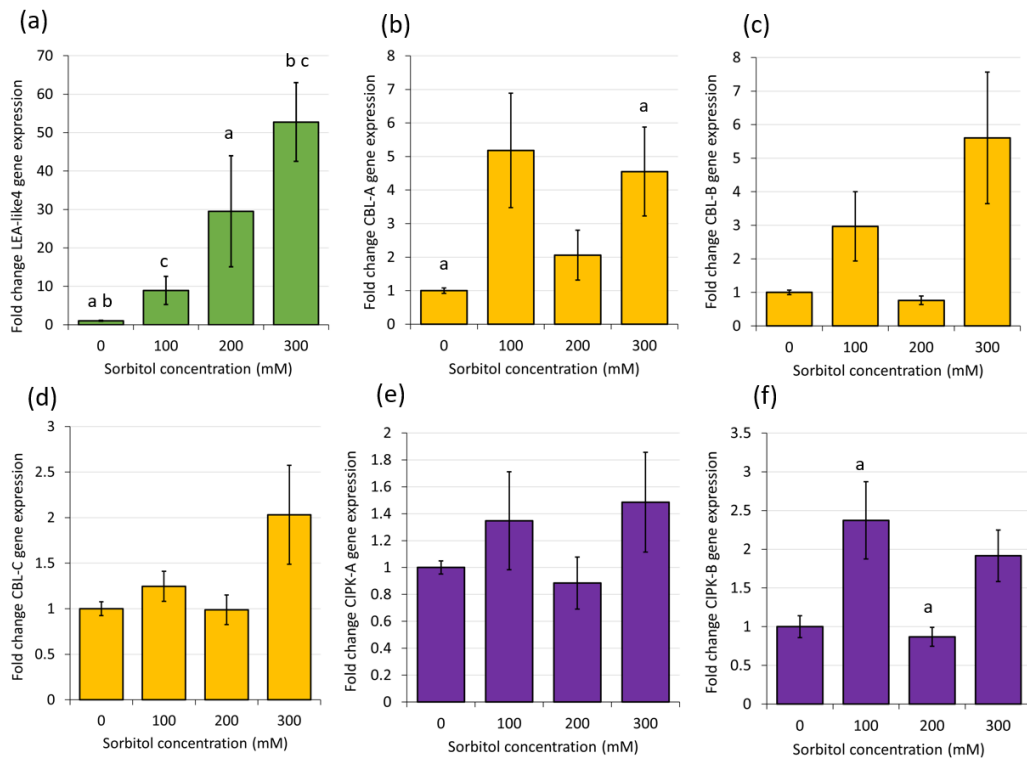 (a)
Fold change LEA-like4 gene expression
70
60
50
40
30
20
10
0
a b
c
a
b c
0 100 200 300
Sorbitol concentration (mM)
(b)
Fold change CBL-A gene expression
8
7
6
5
4
3
2
1
0
a
a
0 100 200 300
Sorbitol concentration (mM)
(c)
Fold change CBL-B gene expression
8
7
6
5
4
3
2
1
0
0 100 200 300
Sorbitol concentration (mM)
(d)
Fold change CBL-C gene expression
3
2.5
2
1.5
1
0.5
0
0 100 200 300
Sorbitol concentration (mM)
(e)
Fold change CIPK-A gene expression
2
1.8
1.6
1.4
1.2
1
0.8
0.6
0.4
0.2
0
0 100 200 300
Sorbitol concentration (mM)
(f)
Fold change CIPK-B gene expression
3.5
3
2.5
2
1.5
1
0.5
0
a
a
0 100 200 300
Sorbitol concentration (mM)